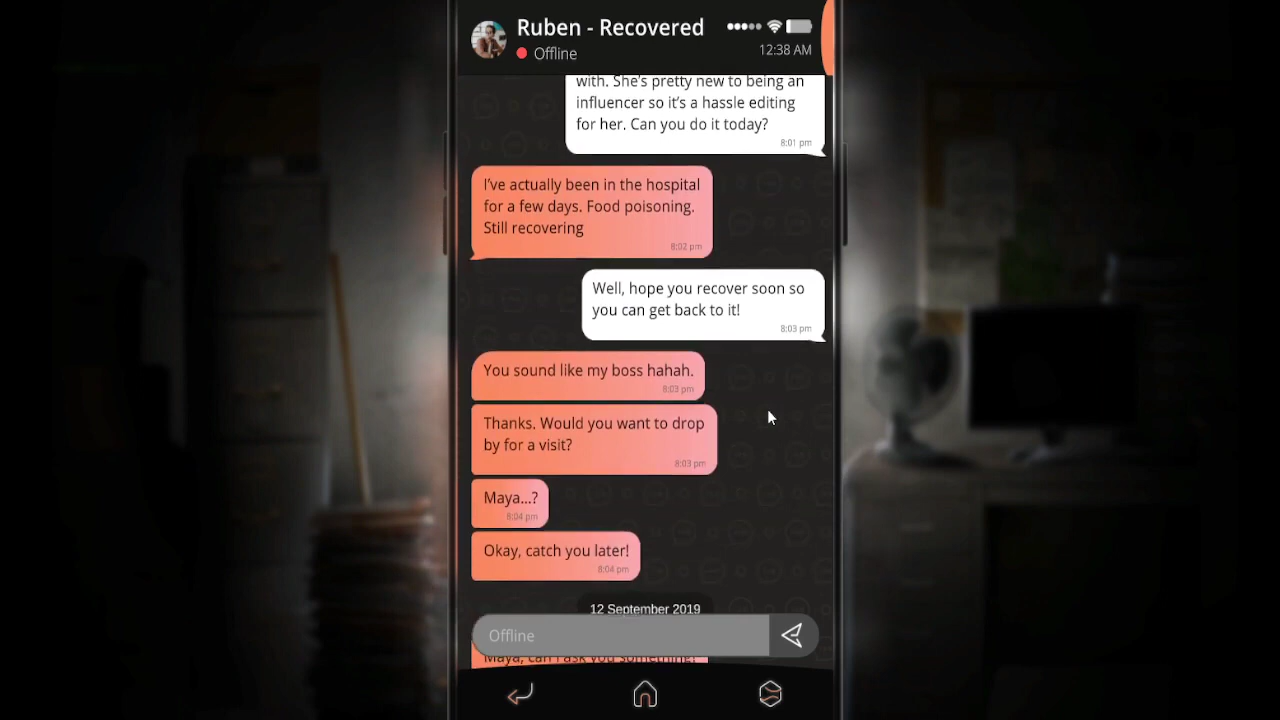 Ruben - Recovered
Offline
12:38 AM
with. She's pretty new to being an
influencer so it's a hassle editing
for her. Can you do it today?
8:01 pm
I've actually been in the hospital
for a few days. Food poisoning.
Still recovering
8:02 pm
Well, hope you recover soon so
you can get back to it!
8:03 pm
You sound like my boss hahah.
8:03 pm
Thanks. Would you want to drop
by for a visit?
8:03 pm
Maya...?
8:04 pm
Okay, catch you later!
8:04 pm
12 September 2019
Offline
Maya, can I ask you something?